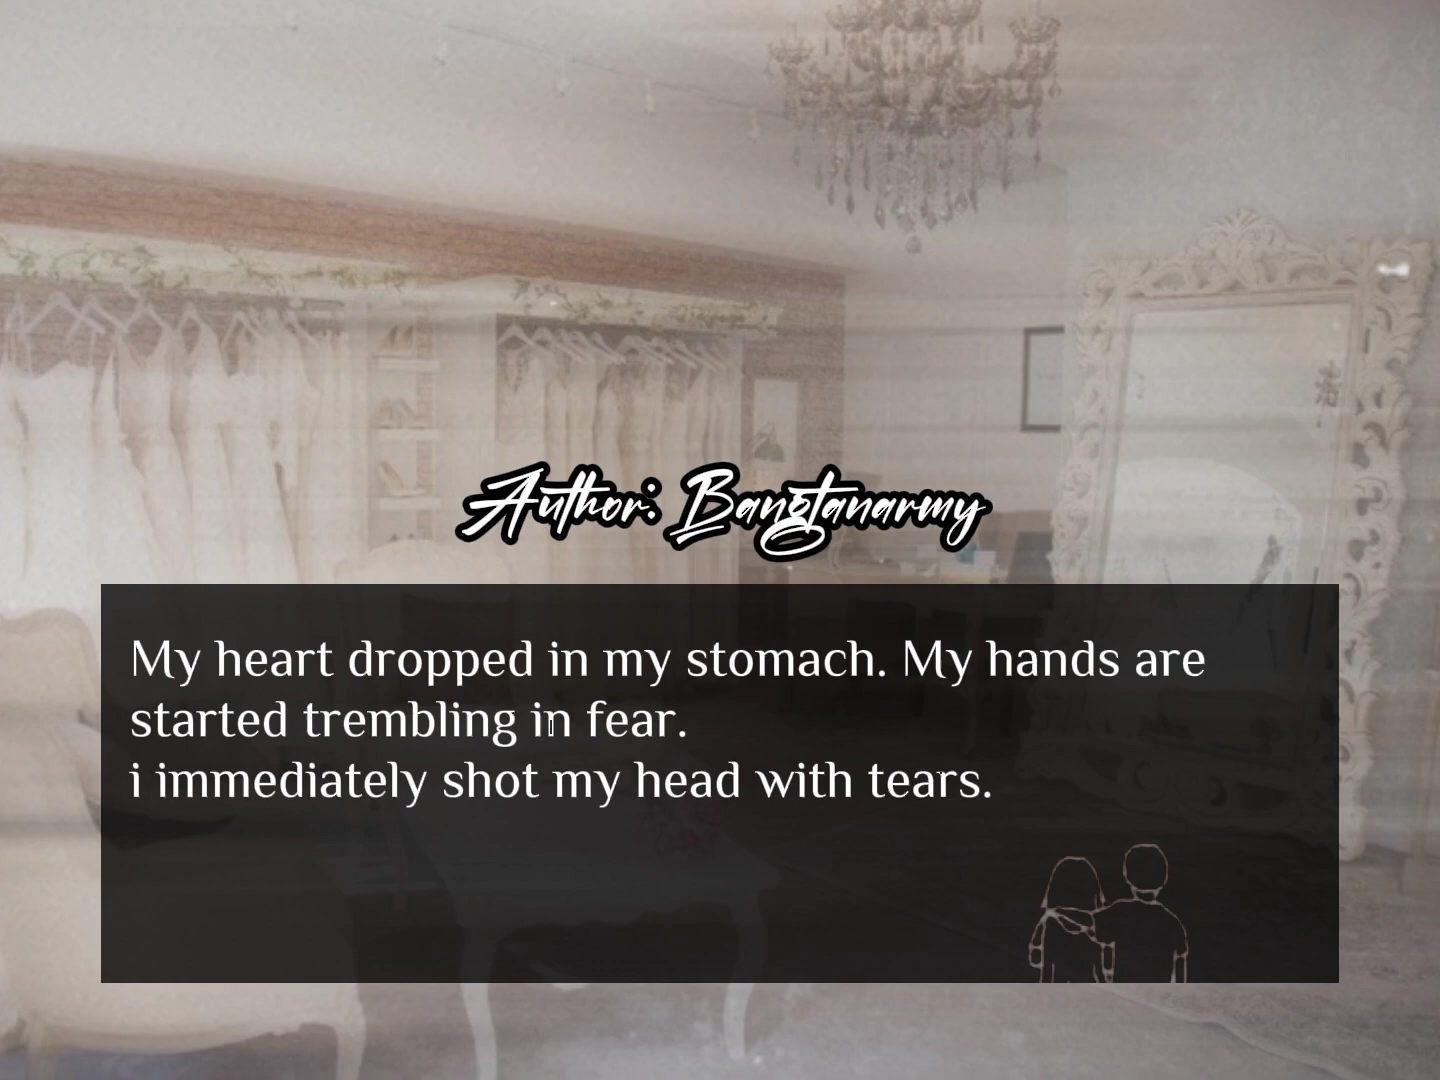 Author: Bangtanarmy
My heart dropped in my stomach. My hands are
started trembling in fear.
i immediately shot my head with tears.